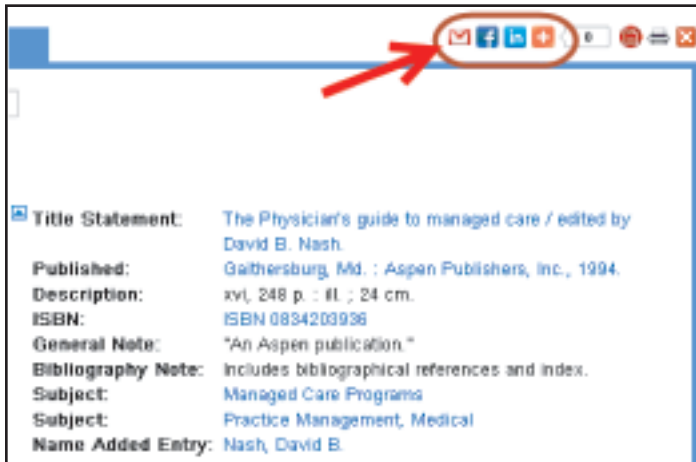 0
Title Statement: The Physician's guide to managed care / edited by
David B. Nash.
Published: Gaithersburg, Md. : Aspen Publishers, Inc., 1994.
Description: xvi, 248 p. : ill. ; 24 cm.
ISBN: ISBN 0834203936
General Note: "An Aspen publication."
Bibliography Note: Includes bibliographical references and index.
Subject: Managed Care Programs
Subject: Practice Management, Medical
Name Added Entry: Nash, David B.